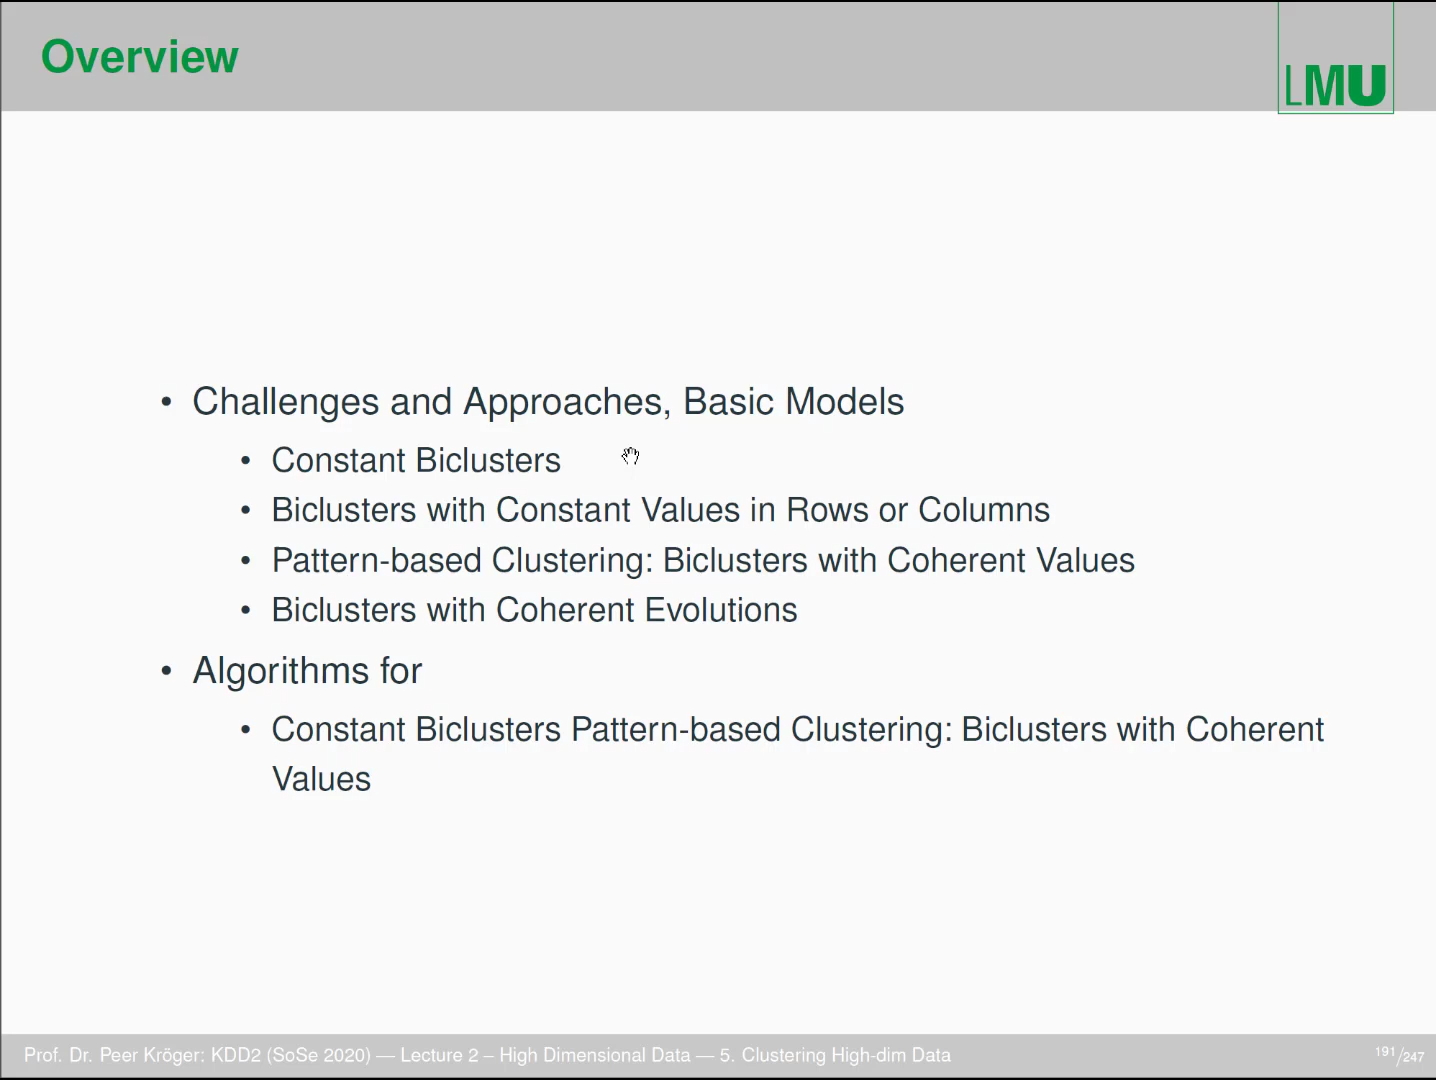 Overview
LMU
• Challenges and Approaches, Basic Models
• Constant Biclusters
• Biclusters with Constant Values in Rows or Columns
• Pattern-based Clustering: Biclusters with Coherent Values
• Biclusters with Coherent Evolutions
• Algorithms for
• Constant Biclusters Pattern-based Clustering: Biclusters with Coherent
Values
Prof. Dr. Peer Kröger: KDD2 (SoSe 2020) — Lecture 2 – High Dimensional Data — 5. Clustering High-dim Data
191/247